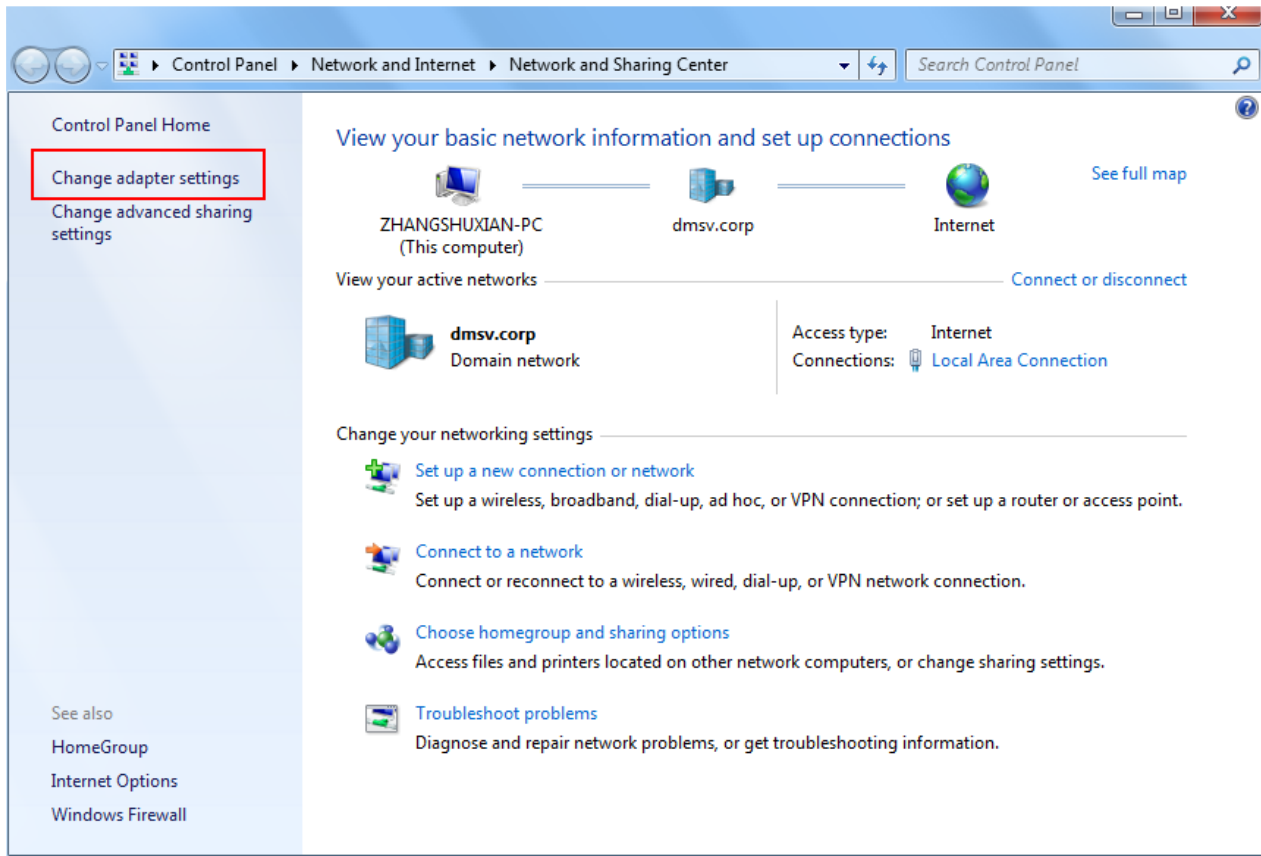 Control Panel Network and Internet Network and Sharing Center Search Control Panel
Control Panel Home
Change adapter settings
Change advanced sharing
settings
See also
HomeGroup
Internet Options
Windows Firewall
View your basic network information and set up connections
See full map
ZHANGSHUXIAN-PC
(This computer)
dmsv.corp
Internet
View your active networks
Connect or disconnect
dmsv.corp
Domain network
Access type: Internet
Connections: Local Area Connection
Change your networking settings
Set up a new connection or network
Set up a wireless, broadband, dial-up, ad hoc, or VPN connection; or set up a router or access point.
Connect to a network
Connect or reconnect to a wireless, wired, dial-up, or VPN network connection.
Choose homegroup and sharing options
Access files and printers located on other network computers, or change sharing settings.
Troubleshoot problems
Diagnose and repair network problems, or get troubleshooting information.